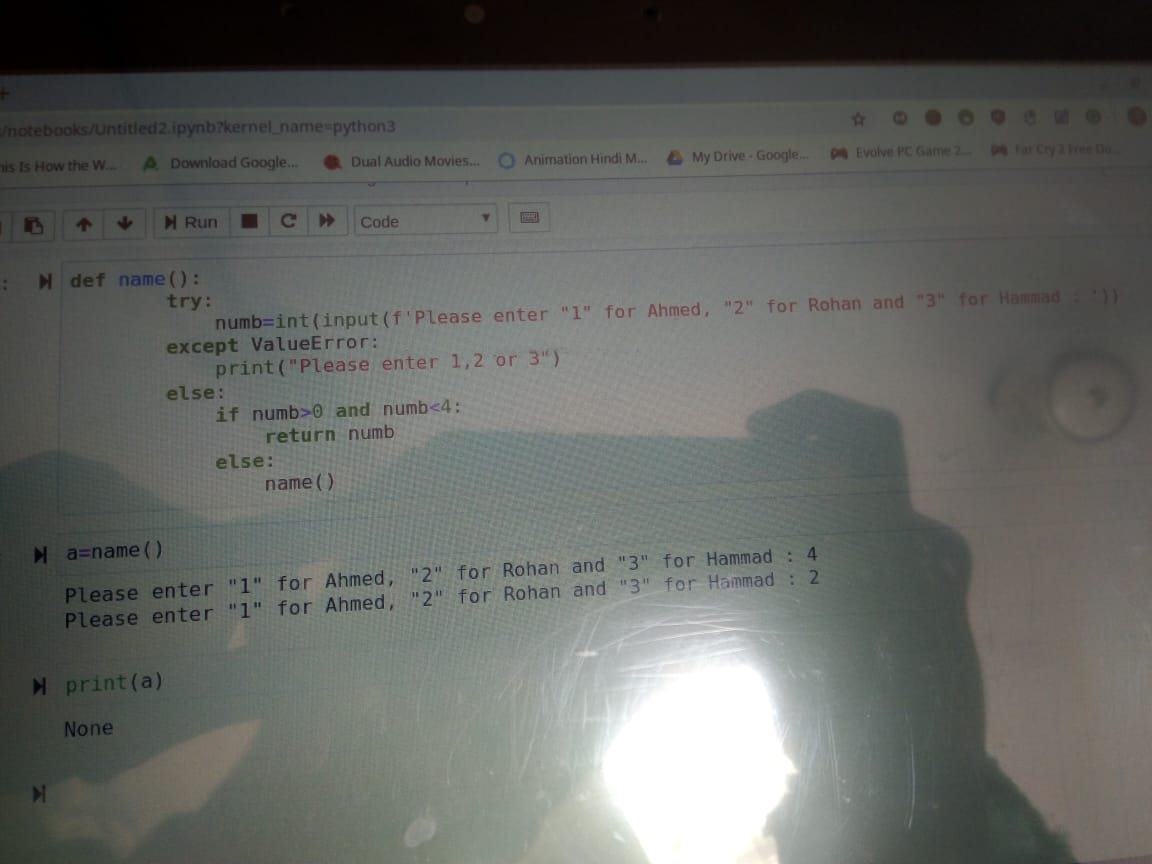 /notebooks/Untitled2.ipynb?kernel_name=python3
his Is How the W... Download Google... Dual Audio Movies... Animation Hindi M... My Drive - Google... Evolve PC Game 2... Far Cry 3 Free Do...
Run Code
def name():
try:
numb=int(input(f'Please enter "1" for Ahmed, "2" for Rohan and "3" for Hammad : '))
except ValueError:
print("Please enter 1,2 or 3")
else:
if numb>0 and numb<4:
return numb
else:
name()
a=name()
Please enter "1" for Ahmed, "2" for Rohan and "3" for Hammad : 4
Please enter "1" for Ahmed, "2" for Rohan and "3" for Hammad : 2
print(a)
None